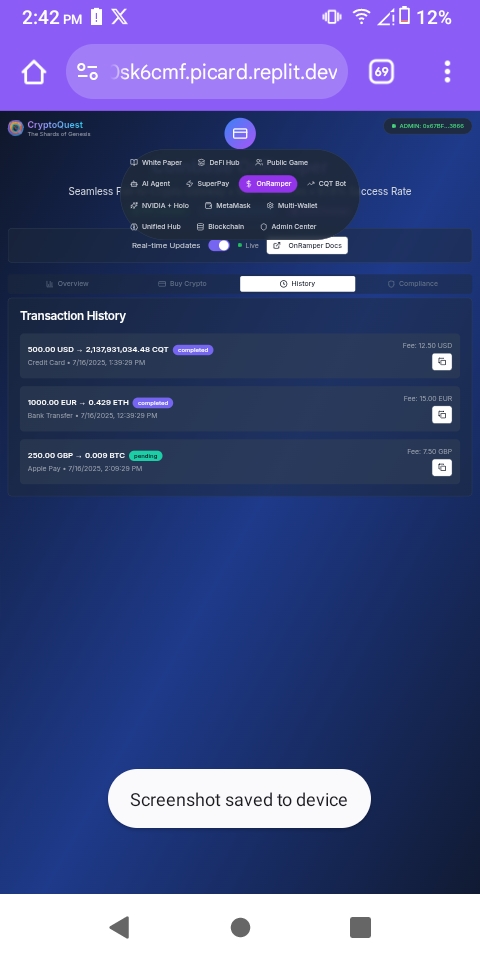 2:42 PM
12%
sk6cmf.picard.replit.dev
69
CryptoQuest
The Shards of Genesis
ADMIN: 0x67BF...3866
White Paper
DeFi Hub
Public Game
AI Agent
SuperPay
OnRamper
CQT Bot
Seamless F
ccess Rate
NVIDIA + Holo
MetaMask
Multi-Wallet
Unified Hub
Blockchain
Admin Center
Real-time Updates
Live
OnRamper Docs
Overview
Buy Crypto
History
Compliance
Transaction History
500.00 USD → 2,137,931,034.48 CQT completed
Credit Card • 7/16/2025, 1:39:29 PM
Fee: 12.50 USD
1000.00 EUR → 0.429 ETH completed
Bank Transfer • 7/16/2025, 12:39:29 PM
Fee: 15.00 EUR
250.00 GBP → 0.009 BTC pending
Apple Pay • 7/16/2025, 2:09:29 PM
Fee: 7.50 GBP
Screenshot saved to device